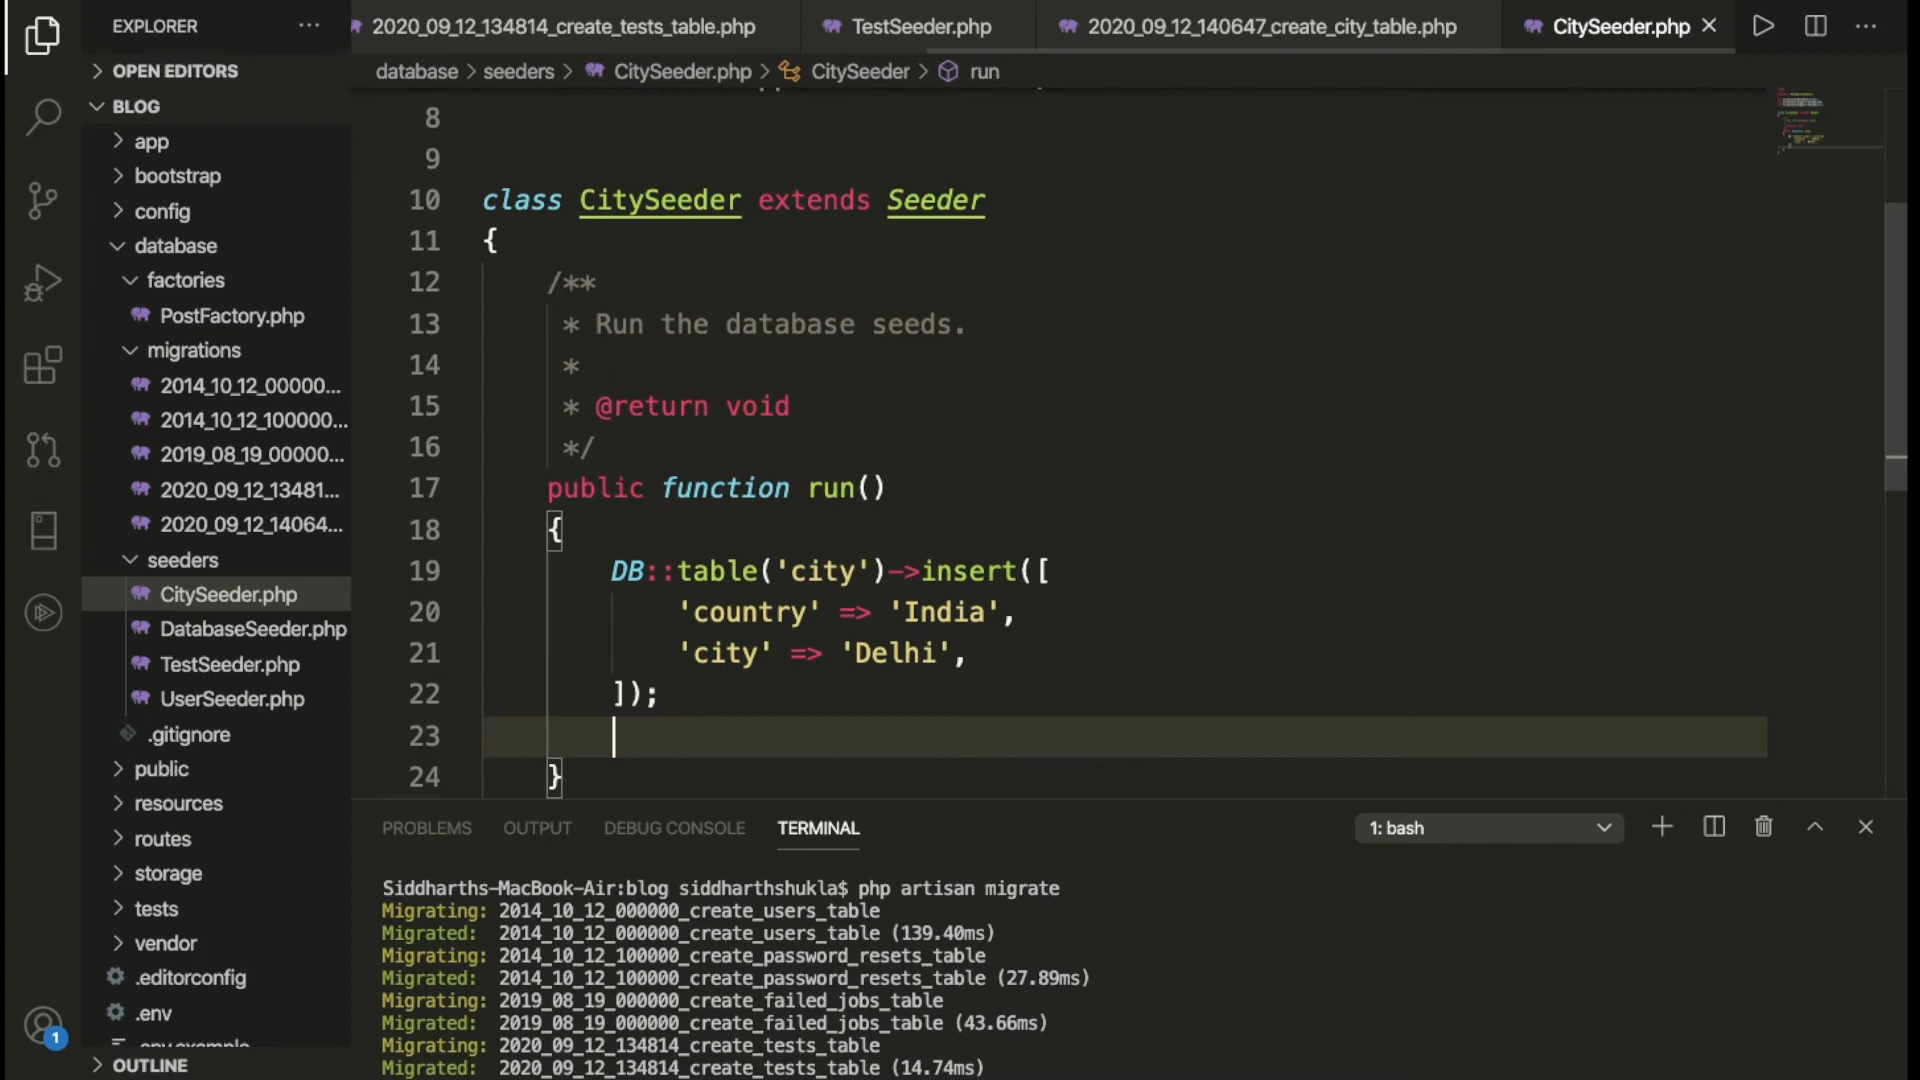 EXPLORER
2020_09_12_134814_create_tests_table.php
TestSeeder.php
2020_09_12_140647_create_city_table.php
CitySeeder.php
OPEN EDITORS
database > seeders > CitySeeder.php > CitySeeder > run
BLOG
app
bootstrap
config
database
factories
PostFactory.php
migrations
2014_10_12_00000...
2014_10_12_100000...
2019_08_19_00000...
2020_09_12_13481...
2020_09_12_14064...
seeders
CitySeeder.php
DatabaseSeeder.php
TestSeeder.php
UserSeeder.php
.gitignore
public
resources
routes
storage
tests
vendor
.editorconfig
.env
.env.example
OUTLINE
1
8
9
10 class CitySeeder extends Seeder
11 {
12 /**
13 * Run the database seeds.
14 *
15 * @return void
16 */
17 public function run()
18 {
19 DB::table('city')->insert([
20 'country' => 'India',
21 'city' => 'Delhi',
22 ]);
23
24 }
PROBLEMS OUTPUT DEBUG CONSOLE TERMINAL
1: bash
Siddharths-MacBook-Air:blog siddharthshukla$ php artisan migrate
Migrating: 2014_10_12_000000_create_users_table
Migrated: 2014_10_12_000000_create_users_table (139.40ms)
Migrating: 2014_10_12_100000_create_password_resets_table
Migrated: 2014_10_12_100000_create_password_resets_table (27.89ms)
Migrating: 2019_08_19_000000_create_failed_jobs_table
Migrated: 2019_08_19_000000_create_failed_jobs_table (43.66ms)
Migrating: 2020_09_12_134814_create_tests_table
Migrated: 2020_09_12_134814_create_tests_table (14.74ms)